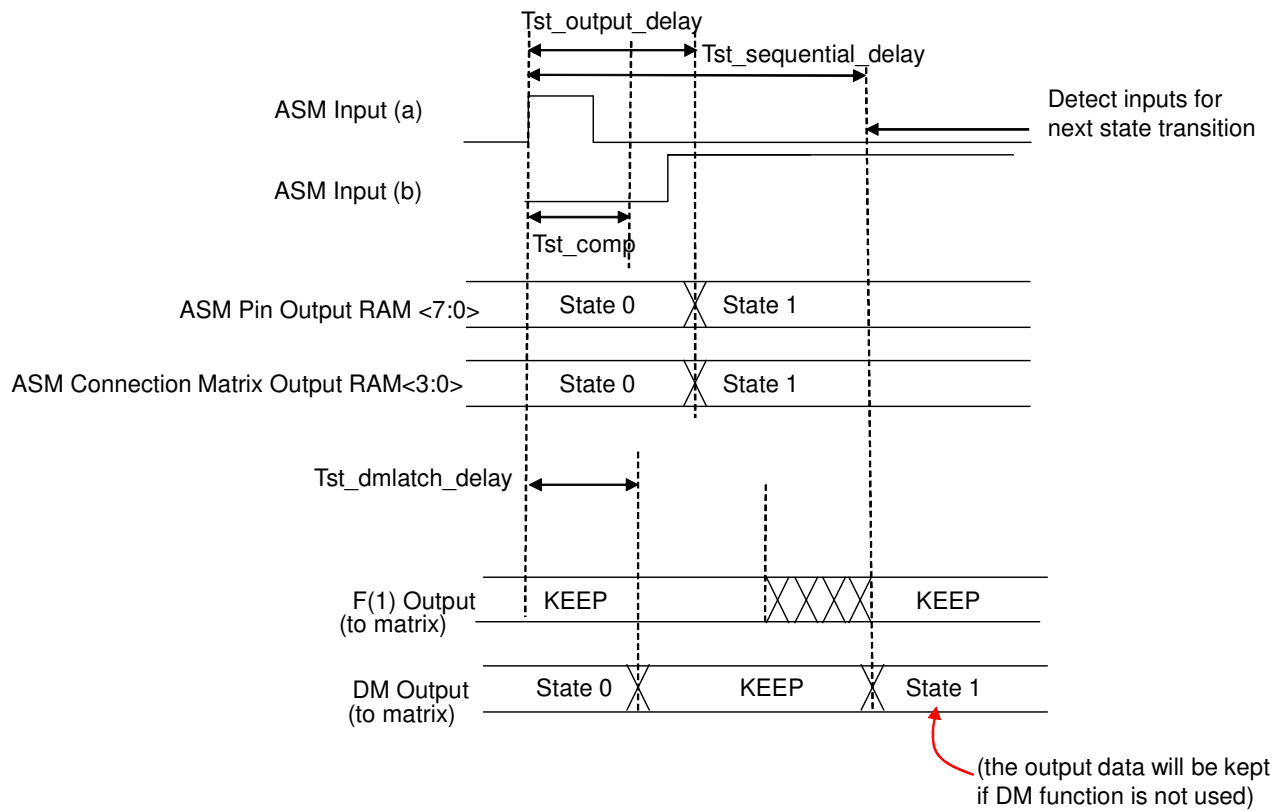 Tst_output_delay
Tst_sequential_delay
ASM Input (a)
Detect inputs for
next state transition
ASM Input (b)
Tst_comp
ASM Pin Output RAM <7:0>
State 0
State 1
ASM Connection Matrix Output RAM<3:0>
State 0
State 1
Tst_dmlatch_delay
F(1) Output
(to matrix)
KEEP
KEEP
DM Output
(to matrix)
State 0
KEEP
State 1
(the output data will be kept
if DM function is not used)